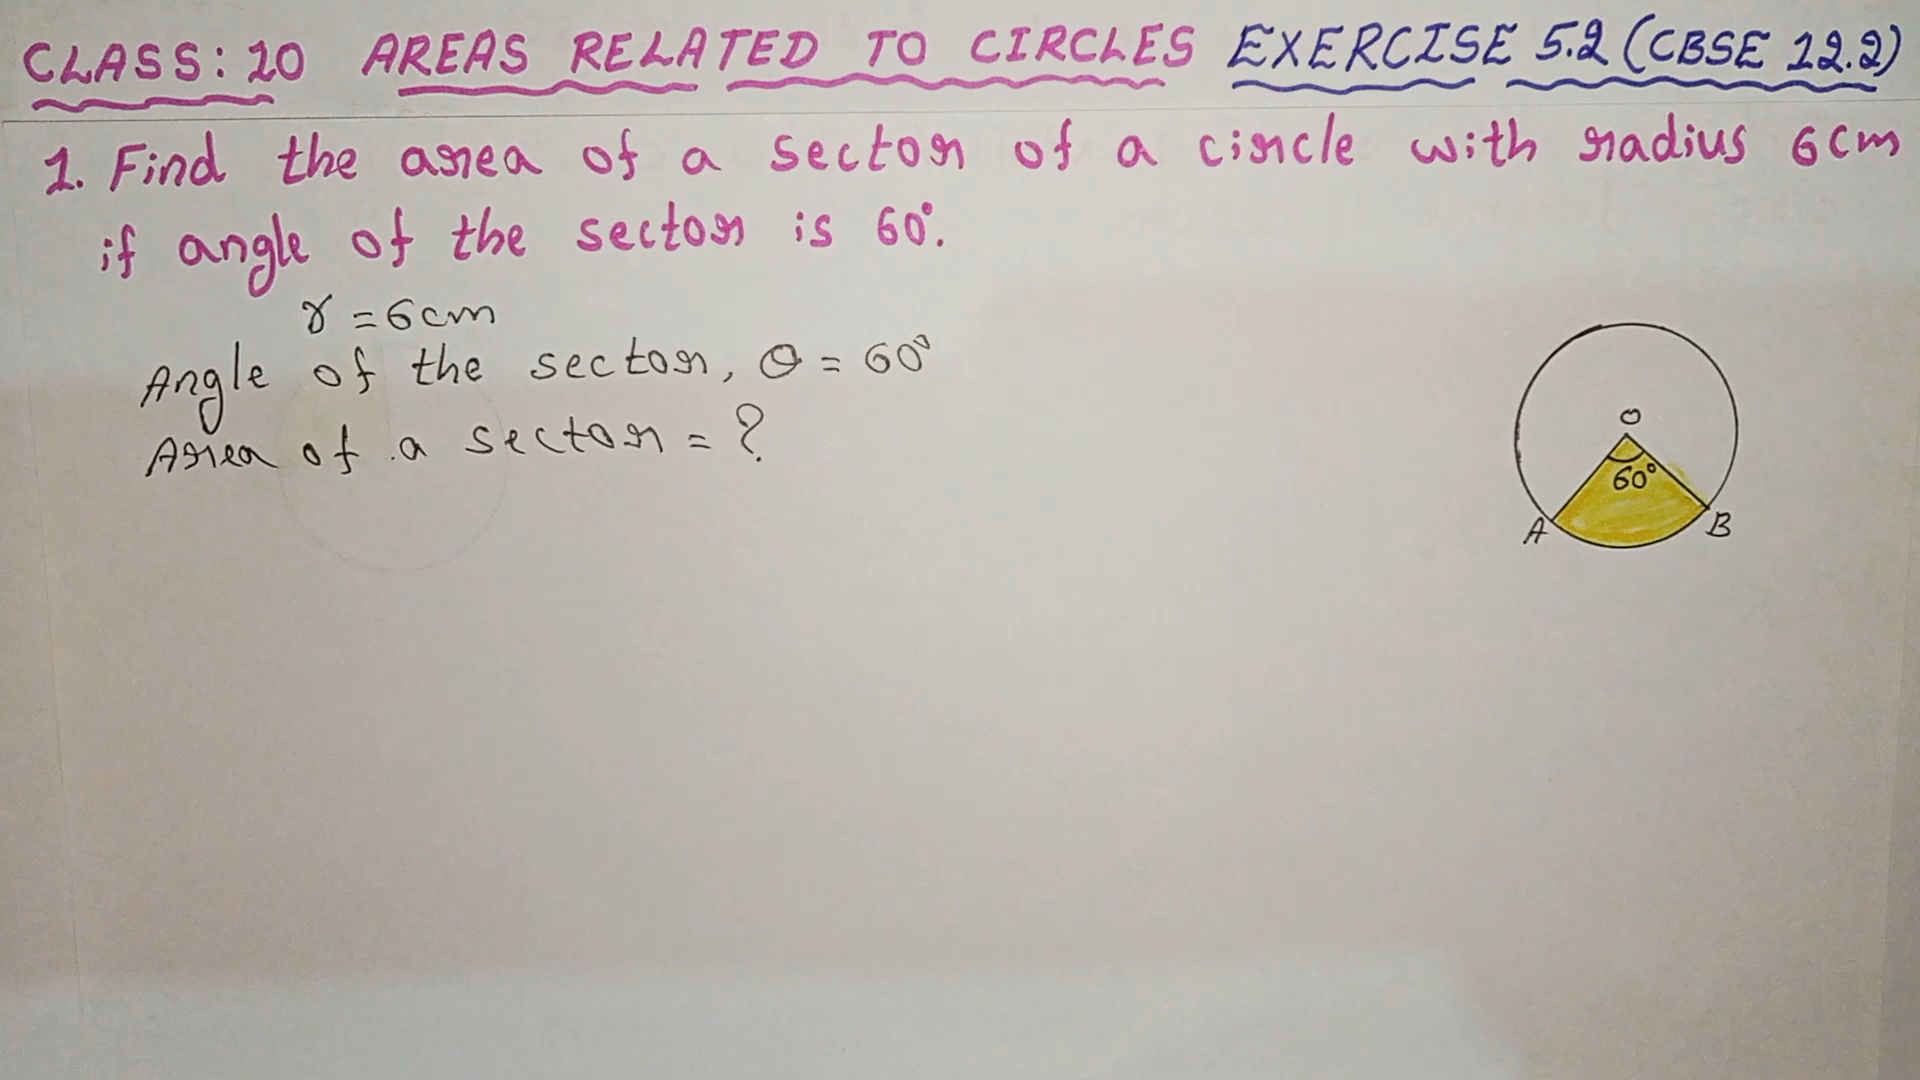 CLASS: 10 AREAS RELATED TO CIRCLES EXERCISE 5.2 (CBSE 12.2)
1. Find the area of a sector of a circle with radius 6cm
if angle of the sector is 60°.
r = 6cm
Angle of the sector, θ = 60°
Area of a sector = ?
O
60°
A
B